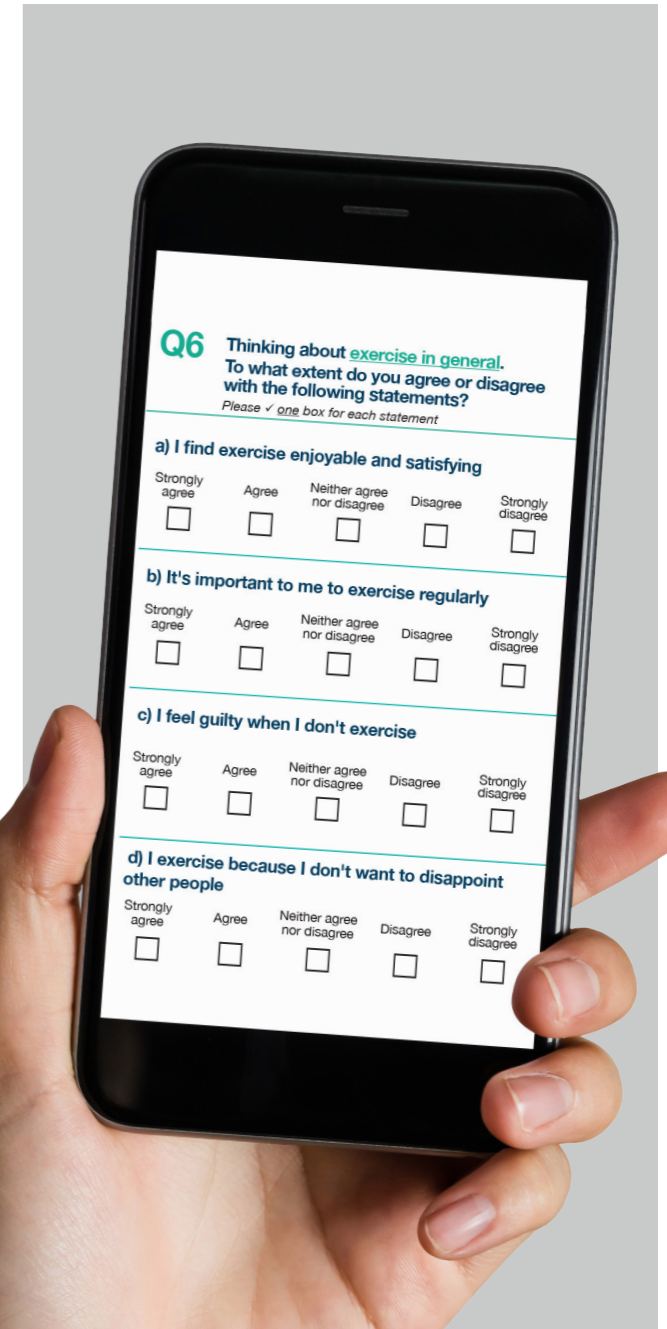 Q6
Thinking about exercise in general.
To what extent do you agree or disagree
with the following statements?
Please ✓ one box for each statement
a) I find exercise enjoyable and satisfying
Strongly agree Agree Neither agree nor disagree Disagree Strongly disagree
b) It's important to me to exercise regularly
Strongly agree Agree Neither agree nor disagree Disagree Strongly disagree
c) I feel guilty when I don't exercise
Strongly agree Agree Neither agree nor disagree Disagree Strongly disagree
d) I exercise because I don't want to disappoint
other people
Strongly agree Agree Neither agree nor disagree Disagree Strongly disagree